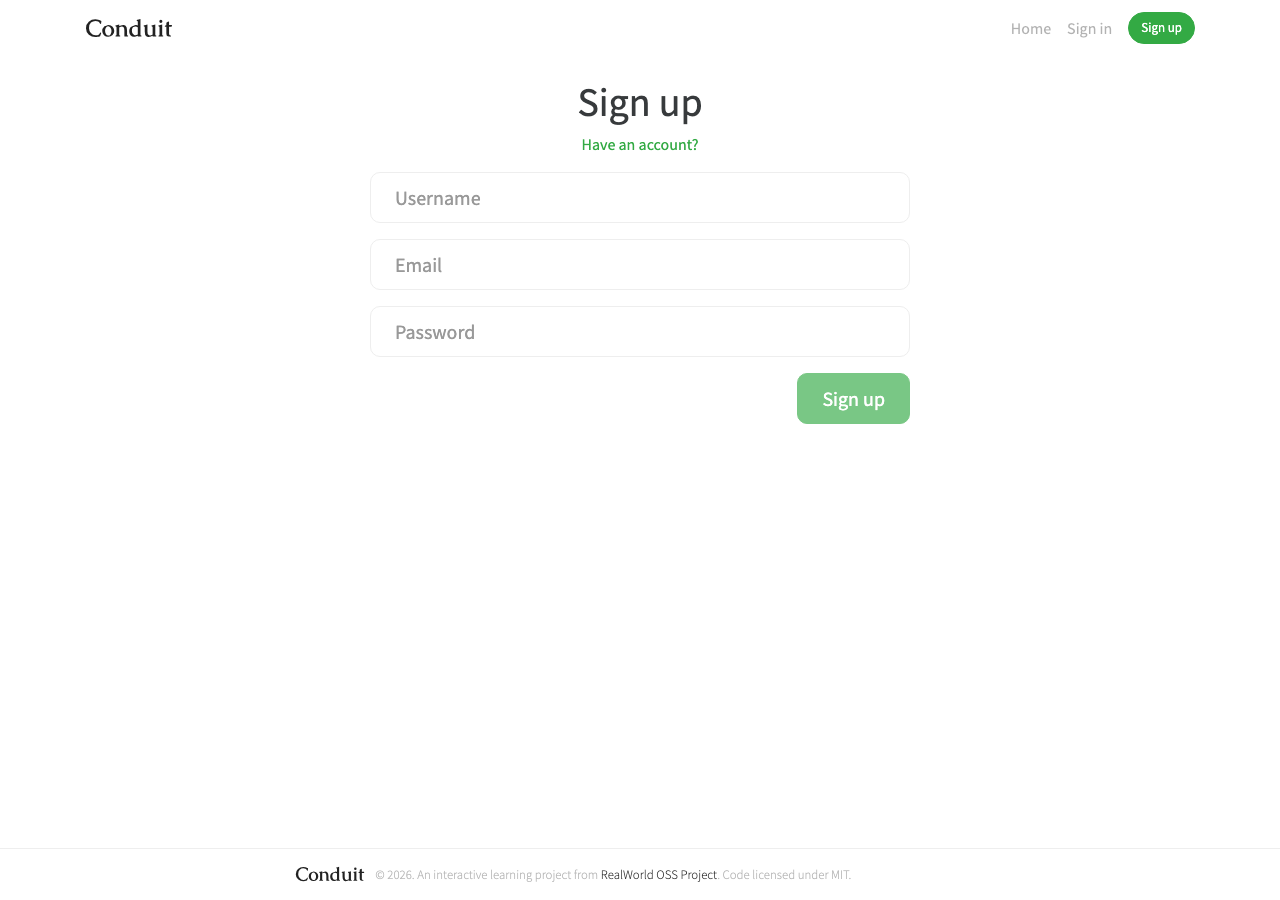 Conduit
Home Sign in Sign up
Sign up
Have an account?
Username
Email
Password
Sign up
Conduit © 2026. An interactive learning project from RealWorld OSS Project. Code licensed under MIT.